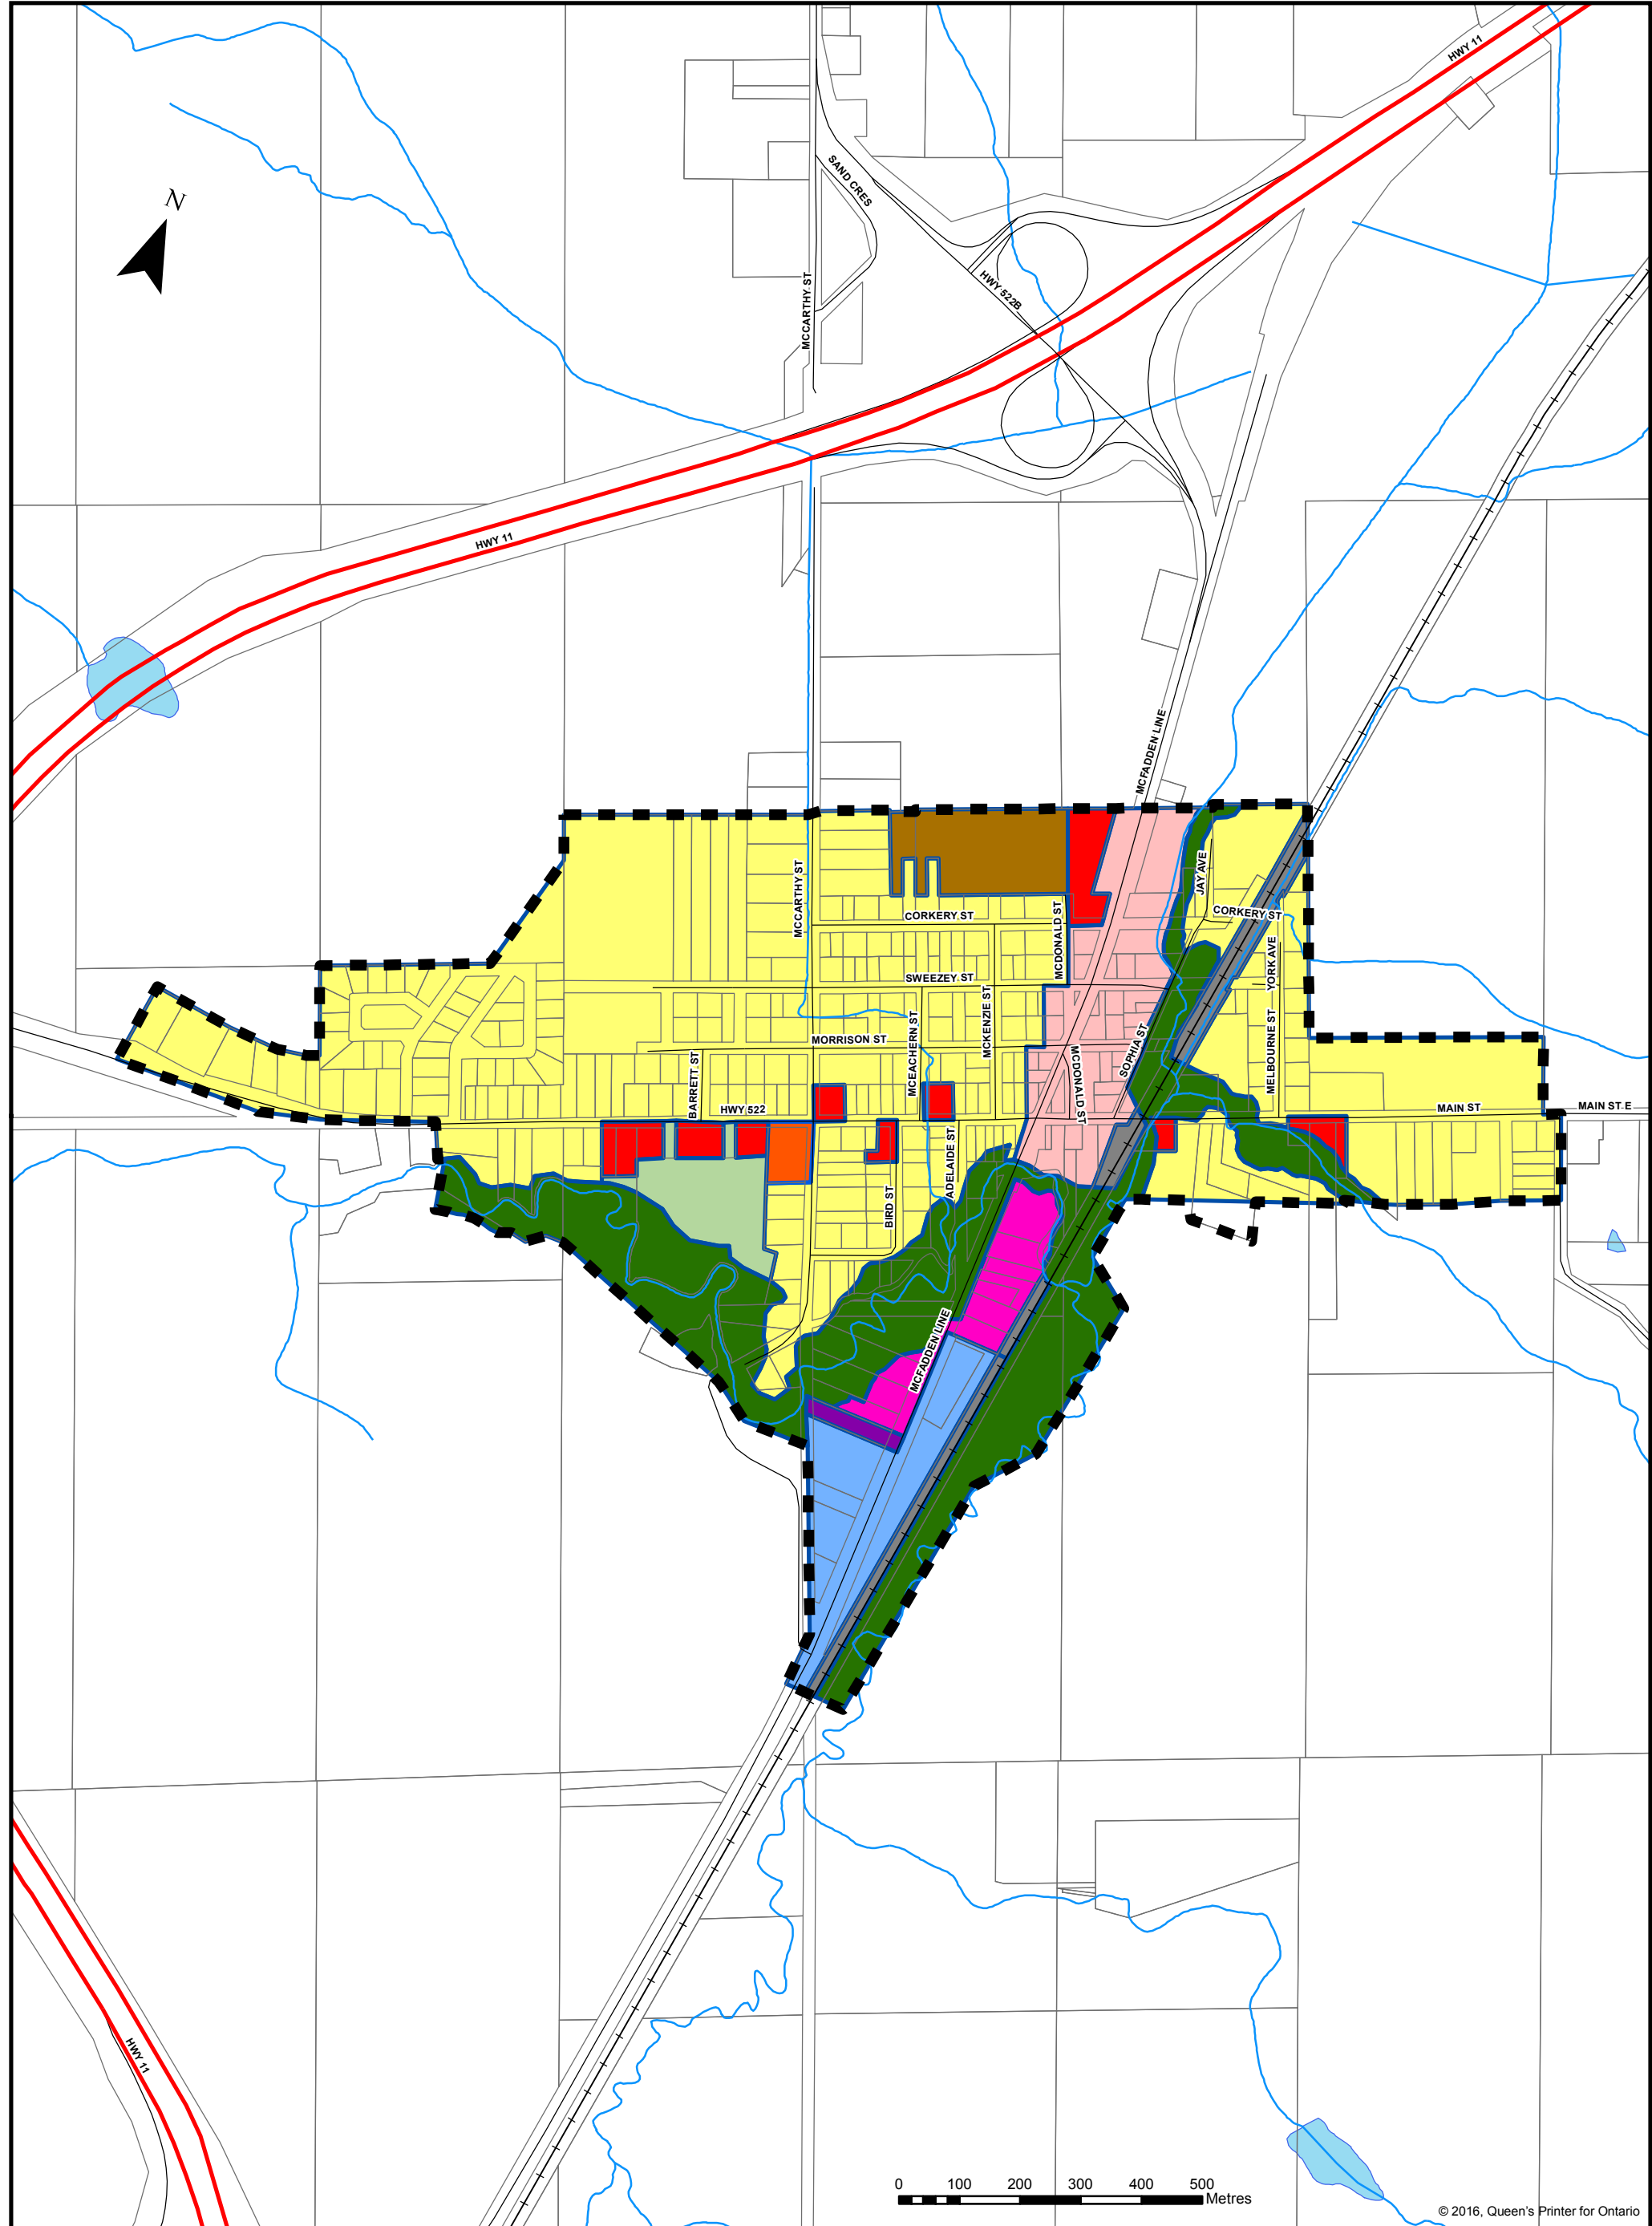 HWY 11
SAND CRES
N
HWY 522B
MCCARTHY ST
HWY 11
MCFADDEN LINE
JAY AVE
MCCARTHY ST
CORKERY ST
CORKERY ST
MCDONALD ST
YORK AVE
SWEEZEY ST
MCKENZIE ST
MCEACHERN ST
MORRISON ST
SOPHIA ST
MELBOURNE ST
BARRETT ST
MCDONALD ST
HWY 522
MAIN ST
MAIN ST E
ADELAIDE ST
BIRD ST
MCFADDEN LINE
HWY 11
0 100 200 300 400 500
Metres
© 2016, Queen's Printer for Ontario